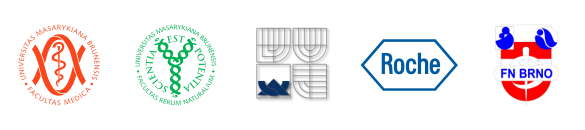 UNIVERSITAS MASARYKIANA BRUNENSIS
• FACULTAS MEDICA •
UNIVERSITAS MASARYKIANA BRUNENSIS
• FACULTAS RERUM NATURALIUM •
SCIENTIA EST POTENTIA
Roche
FN BRNO